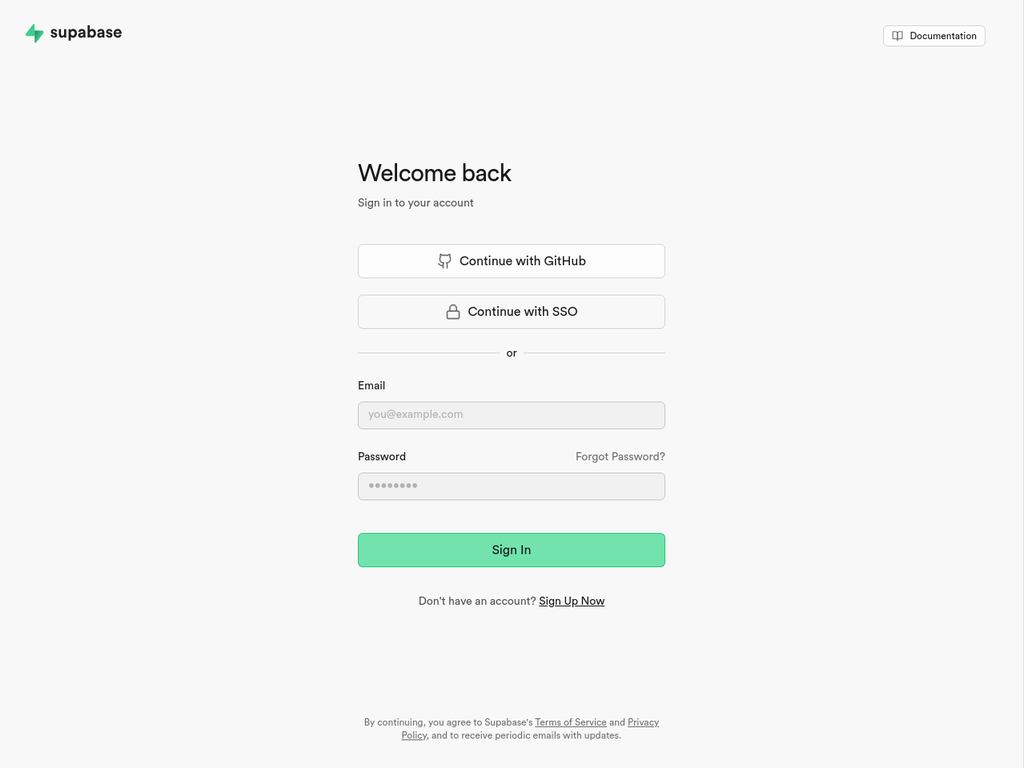 supabase
Documentation
Welcome back
Sign in to your account
Continue with GitHub
Continue with SSO
or
Email
you@example.com
Password
Forgot Password?
••••••••
Sign In
Don't have an account? Sign Up Now
By continuing, you agree to Supabase's Terms of Service and Privacy
Policy, and to receive periodic emails with updates.